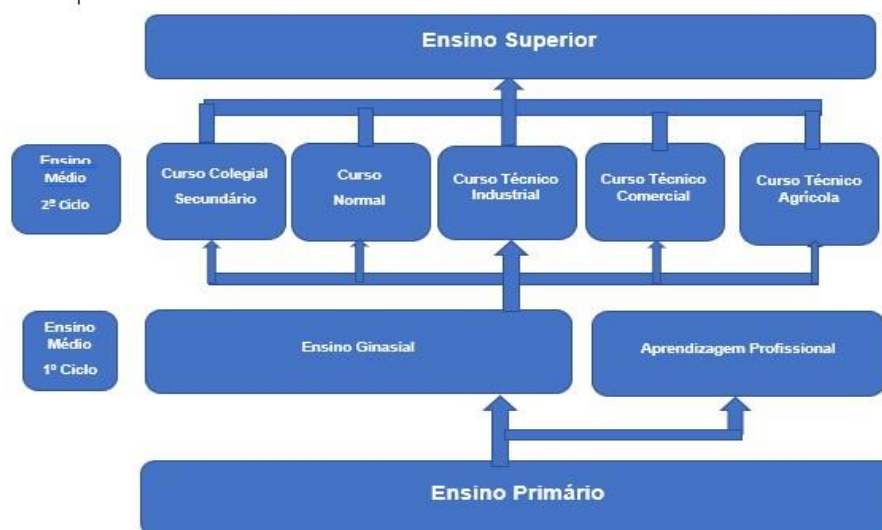 Ensino Superior
Ensino
Médio
2º Ciclo
Curso Colegial
Secundário
Curso
Normal
Curso Técnico
Industrial
Curso Técnico
Comercial
Curso Técnico
Agrícola
Ensino
Médio
1º Ciclo
Ensino Ginasial
Aprendizagem Profissional
Ensino Primário